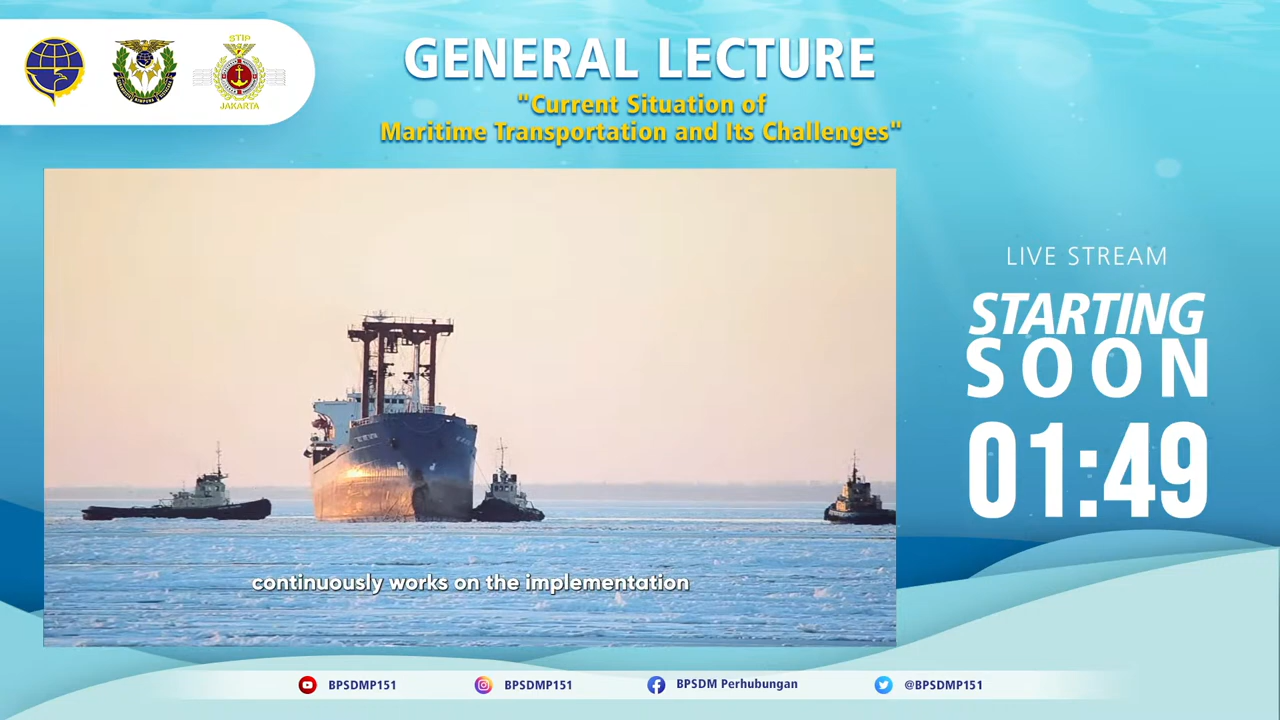 STIP
JAKARTA
GENERAL LECTURE
"Current Situation of
Maritime Transportation and Its Challenges"
LIVE STREAM
STARTING
SOON
01:49
continuously works on the implementation
BPSDMP151
BPSDMP151
BPSDM Perhubungan
@BPSDMP151